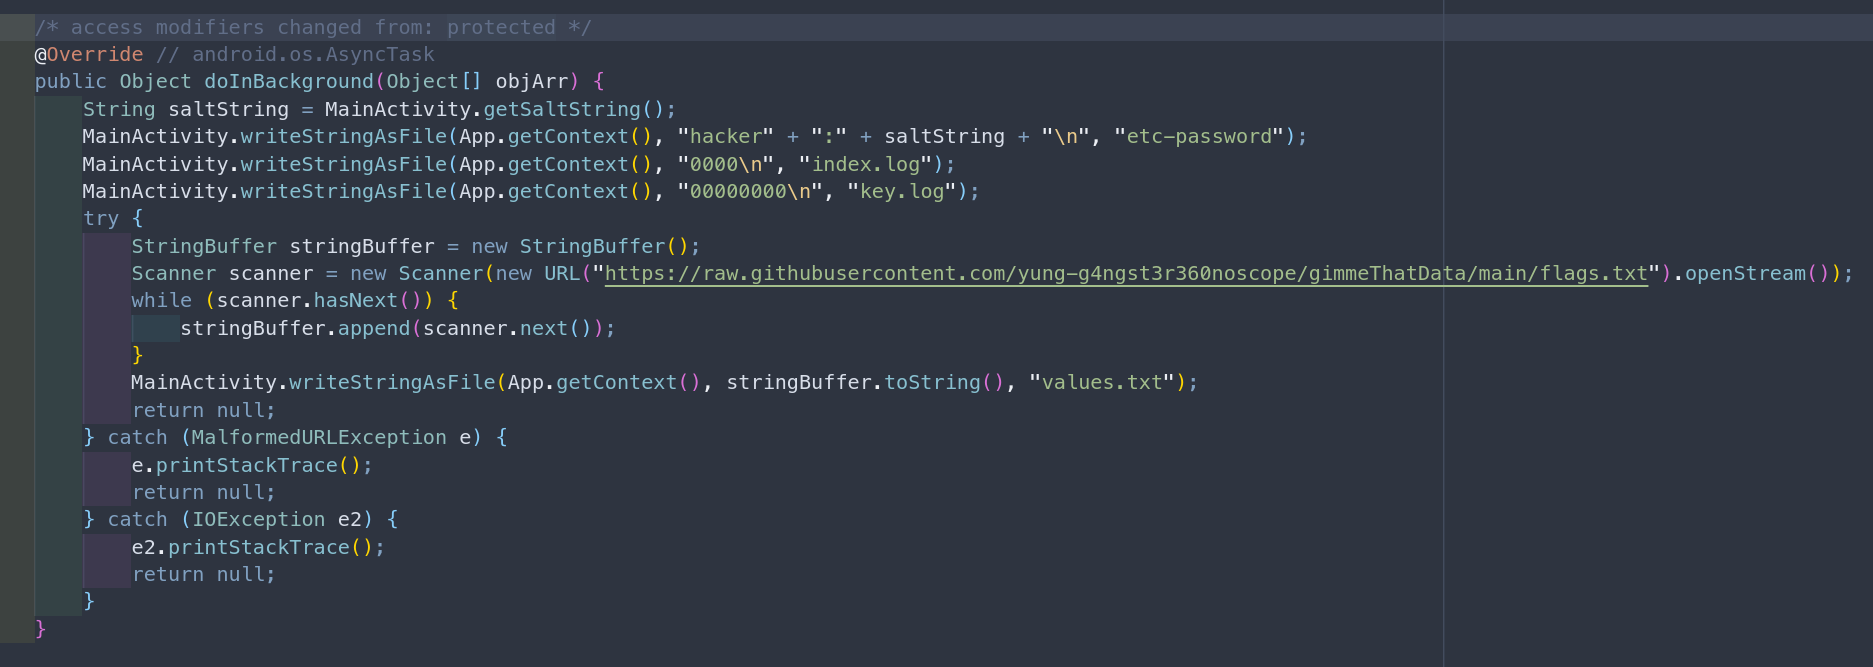 /* access modifiers changed from: protected */
@Override // android.os.AsyncTask
public Object doInBackground(Object[] objArr) {
    String saltString = MainActivity.getSaltString();
    MainActivity.writeStringAsFile(App.getContext(), "hacker" + ":" + saltString + "\n", "etc-password");
    MainActivity.writeStringAsFile(App.getContext(), "0000\n", "index.log");
    MainActivity.writeStringAsFile(App.getContext(), "00000000\n", "key.log");
    try {
        StringBuffer stringBuffer = new StringBuffer();
        Scanner scanner = new Scanner(new URL("https://raw.githubusercontent.com/yung-g4ngst3r360noscope/gimmeThatData/main/flags.txt").openStream());
        while (scanner.hasNext()) {
            stringBuffer.append(scanner.next());
        }
        MainActivity.writeStringAsFile(App.getContext(), stringBuffer.toString(), "values.txt");
        return null;
    } catch (MalformedURLException e) {
        e.printStackTrace();
        return null;
    } catch (IOException e2) {
        e2.printStackTrace();
        return null;
    }
}